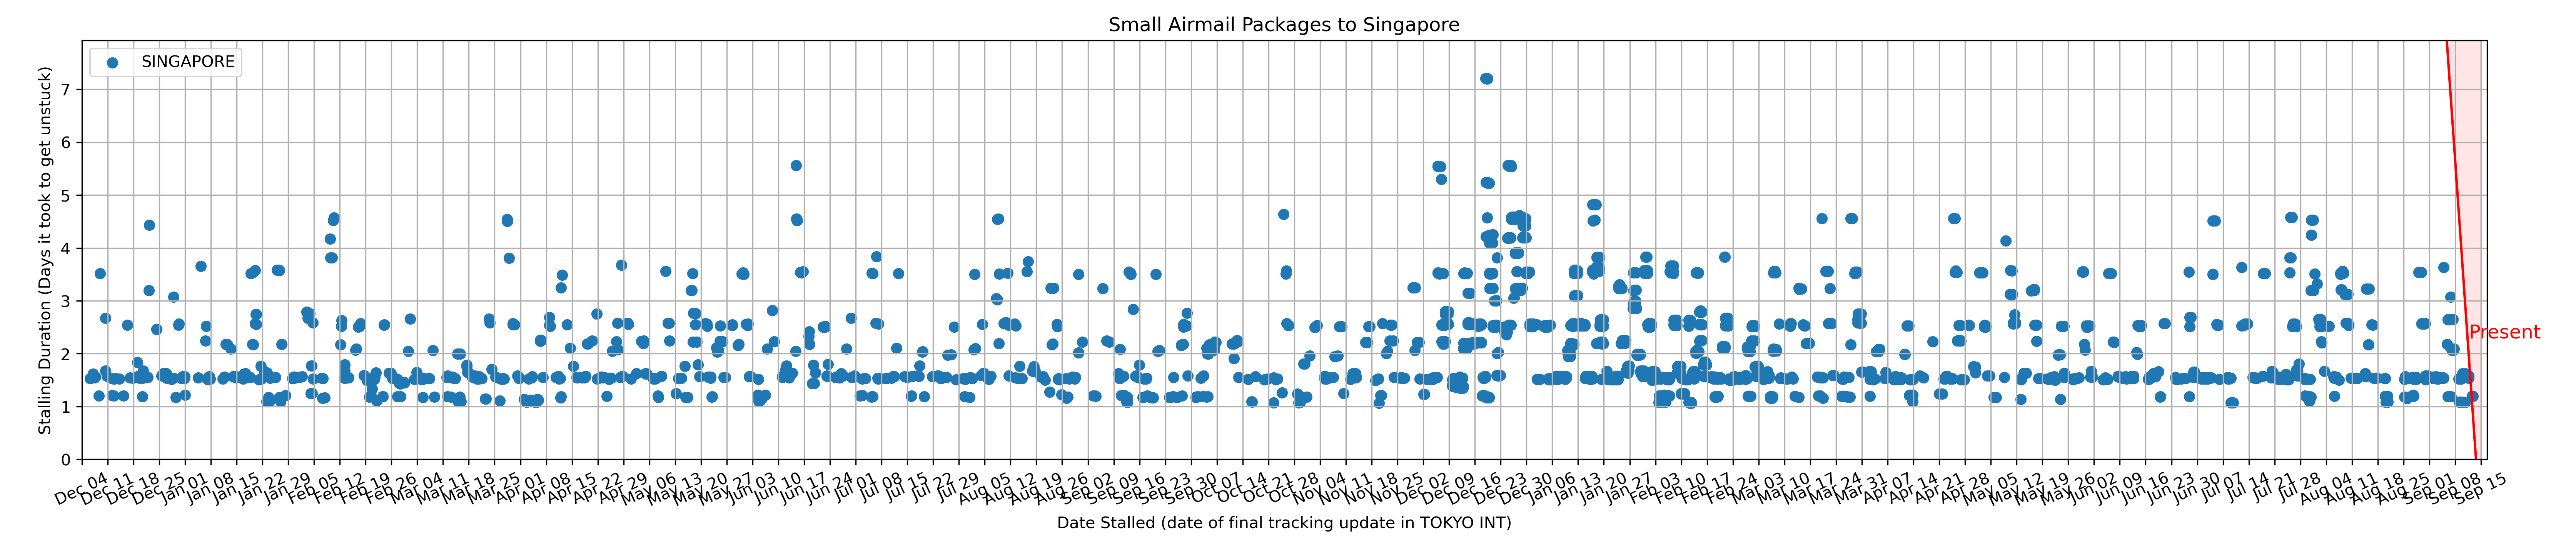 Small Airmail Packages to Singapore
SINGAPORE
Stalling Duration (Days it took to get unstuck)
7
6
5
4
3
2
1
0
Present
Dec 04
Dec 11
Dec 18
Dec 25
Jan 01
Jan 08
Jan 15
Jan 22
Jan 29
Feb 05
Feb 12
Feb 19
Feb 26
Mar 04
Mar 11
Mar 18
Mar 25
Apr 01
Apr 08
Apr 15
Apr 22
Apr 29
May 06
May 13
May 20
May 27
Jun 03
Jun 10
Jun 17
Jun 24
Jul 01
Jul 08
Jul 15
Jul 22
Jul 29
Aug 05
Aug 12
Aug 19
Aug 26
Sep 02
Sep 09
Sep 16
Sep 23
Sep 30
Oct 07
Oct 14
Oct 21
Oct 28
Nov 04
Nov 11
Nov 18
Nov 25
Dec 02
Dec 09
Dec 16
Dec 23
Dec 30
Jan 06
Jan 13
Jan 20
Jan 27
Feb 03
Feb 10
Feb 17
Feb 24
Mar 03
Mar 10
Mar 17
Mar 24
Mar 31
Apr 07
Apr 14
Apr 21
Apr 28
May 05
May 12
May 19
May 26
Jun 02
Jun 09
Jun 16
Jun 23
Jun 30
Jul 07
Jul 14
Jul 21
Jul 28
Aug 04
Aug 11
Aug 18
Aug 25
Sep 01
Sep 08
Sep 15
Date Stalled (date of final tracking update in TOKYO INT)